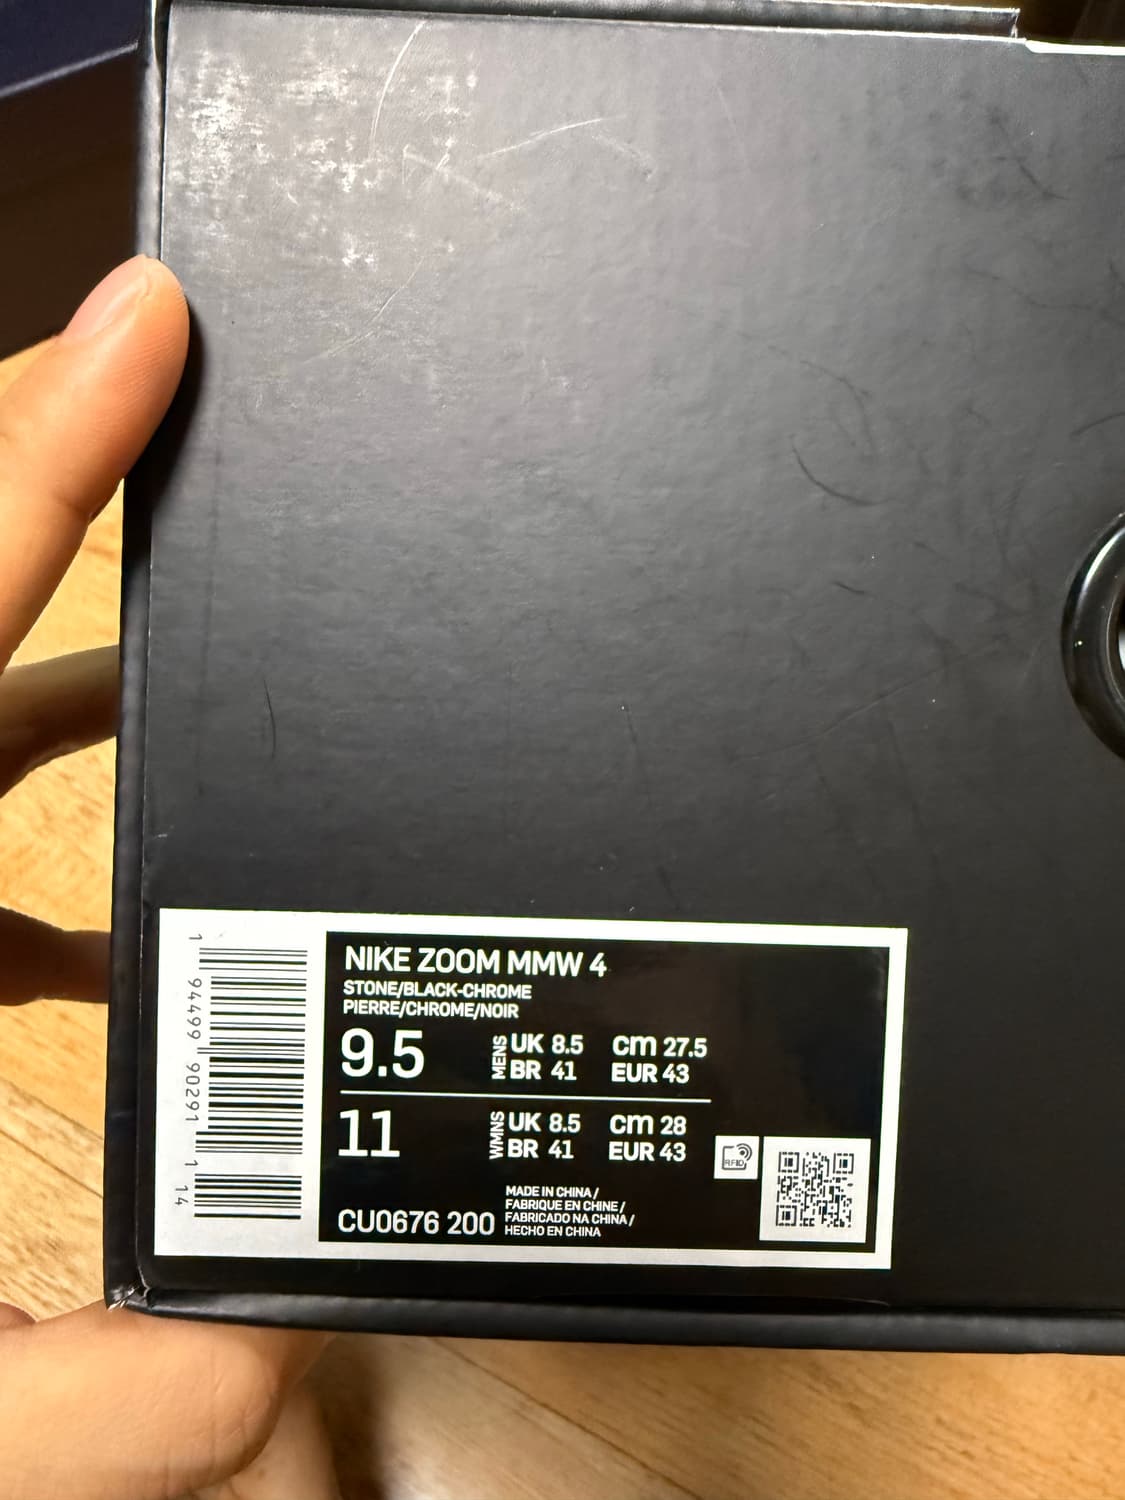 NIKE ZOOM MMW 4
STONE/BLACK-CHROME
PIERRE/CHROME/NOIR
9.5 MENS UK 8.5 cm 27.5
BR 41 EUR 43
11 WMNS UK 8.5 cm 28
BR 41 EUR 43
RFID
MADE IN CHINA /
FABRIQUE EN CHINE /
FABRICADO NA CHINA /
HECHO EN CHINA
CU0676 200
1 94499 90291 1 14